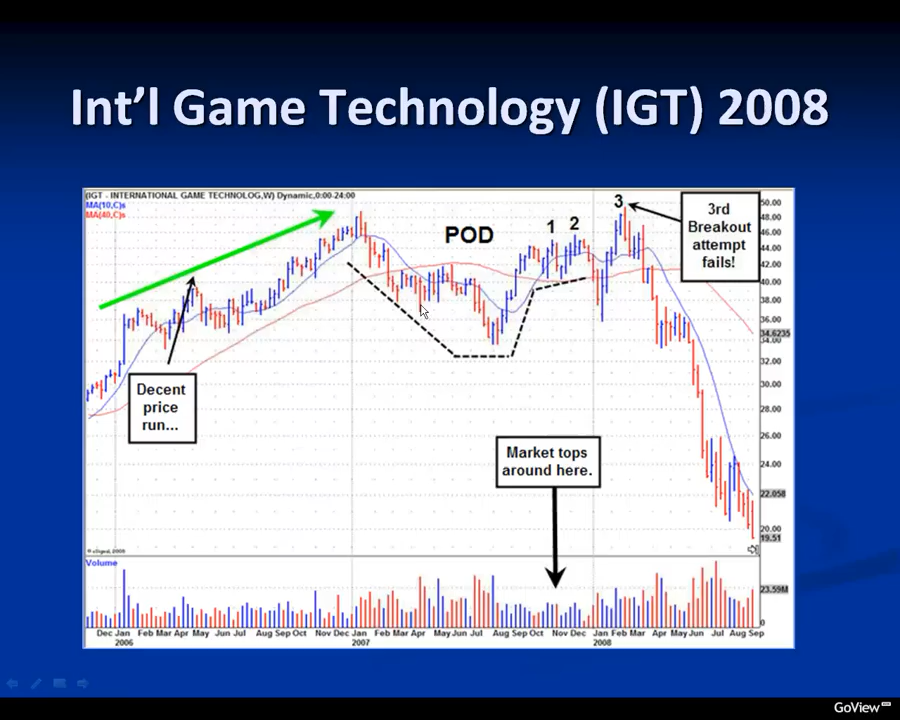 Int'l Game Technology (IGT) 2008
(IGT - INTERNATIONAL GAME TECHNOLOG,W) Dynamic,0:00-24:00
MA(10,C)s
MA(40,C)s
POD
1
2
3
3rd
Breakout
attempt
fails!
Decent
price
run...
Market tops
around here.
50.00
48.00
46.00
44.00
42.00
40.00
38.00
36.00
34.6235
34.00
32.00
30.00
28.00
26.00
24.00
22.058
20.00
19.51
Volume
23.59M
0
Dec Jan Feb Mar Apr May Jun Jul Aug Sep Oct Nov Dec Jan Feb Mar Apr May Jun Jul Aug Sep Oct Nov Dec Jan Feb Mar Apr May Jun Jul Aug Sep
2006 2007 2008
GoView